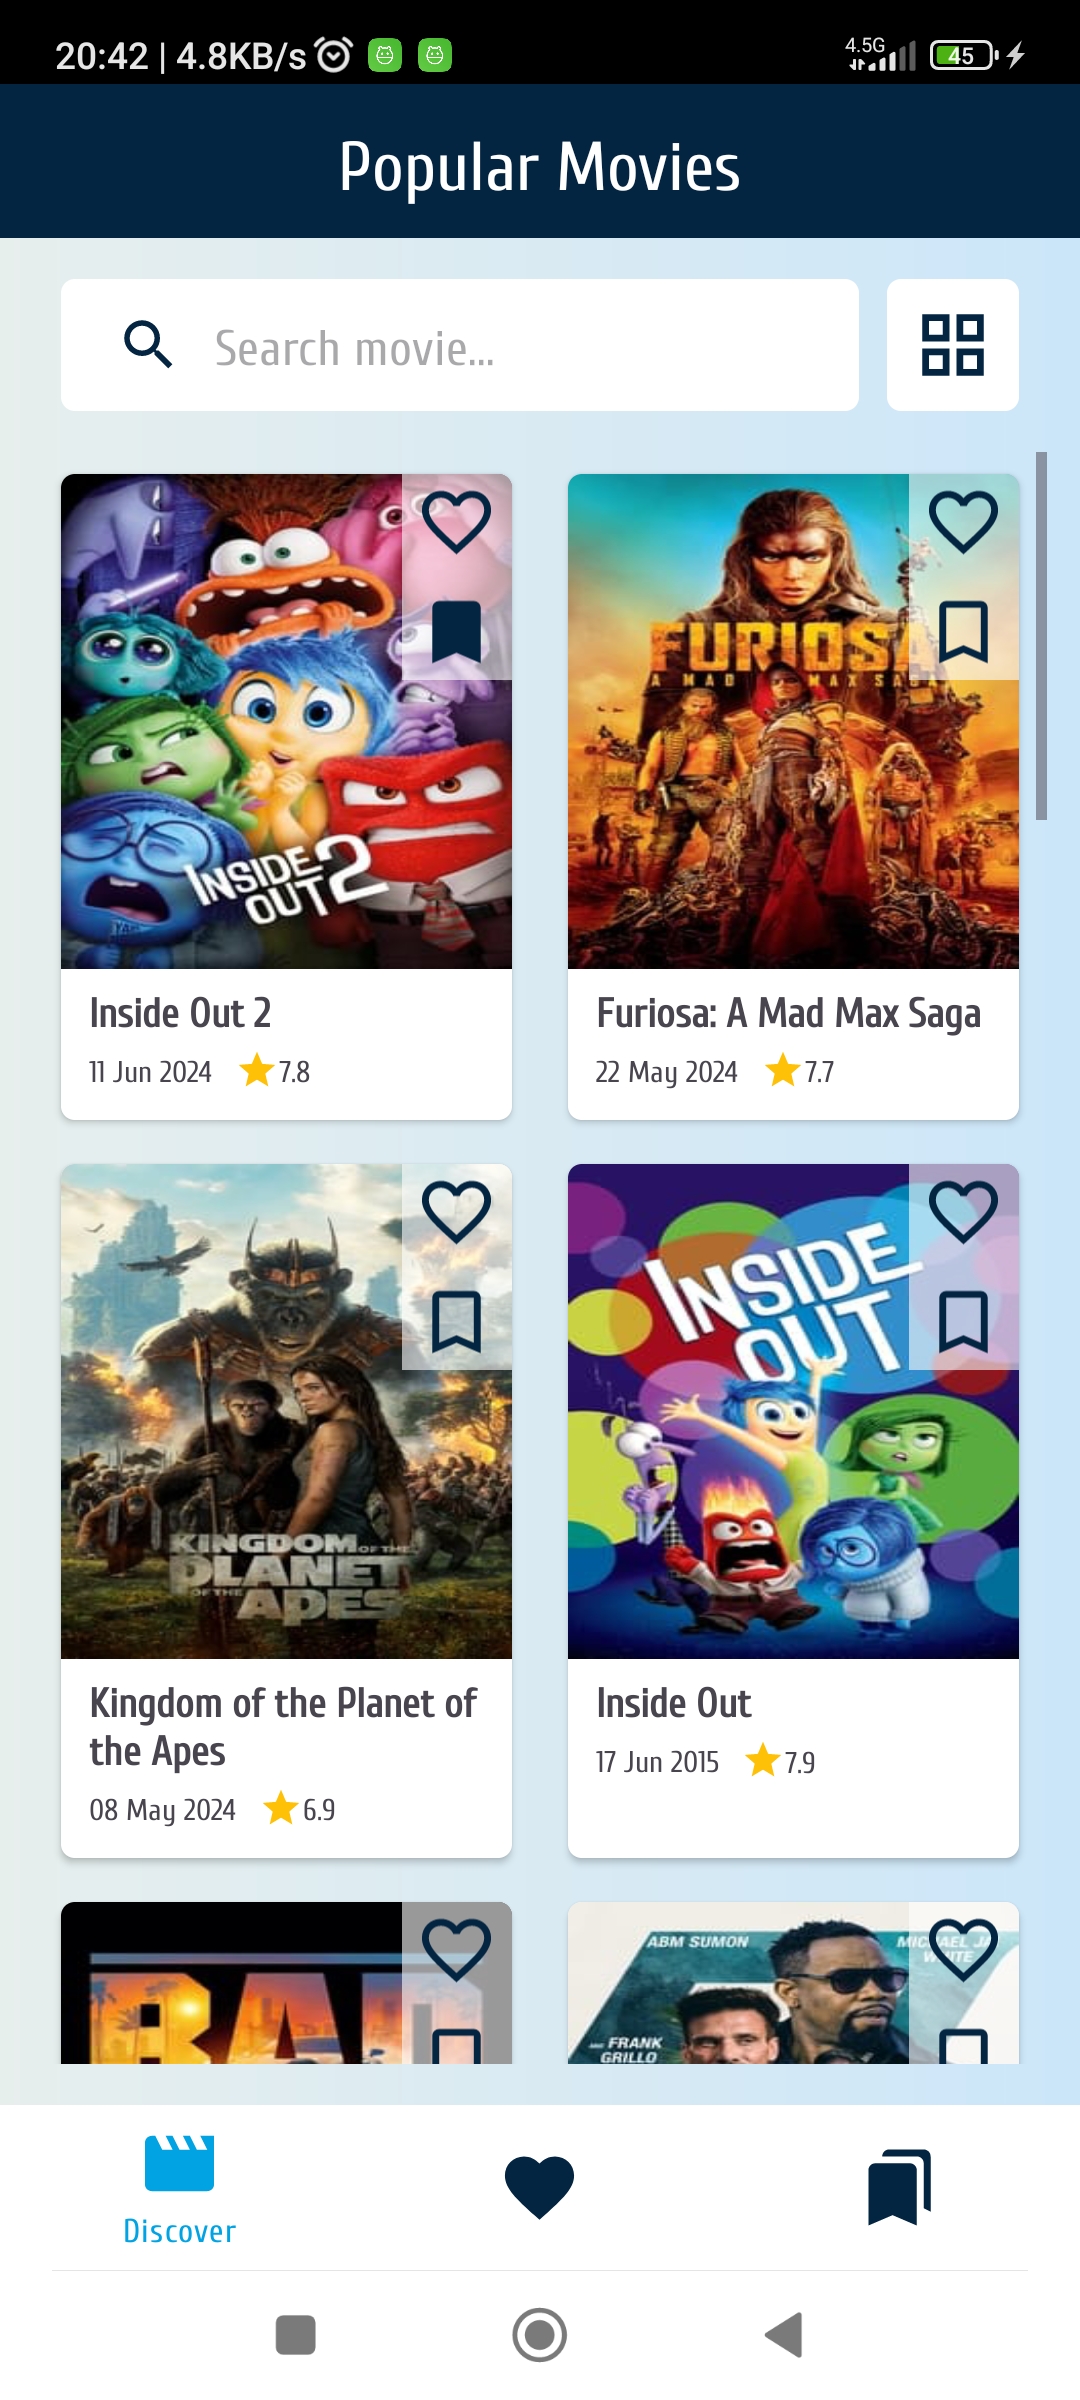 20:42 | 4.8KB/s
4.5G
45
Popular Movies
Search movie...
INSIDE
OUT 2
FURIOSA
A MAD MAX SAGA
Inside Out 2
11 Jun 2024 7.8
Furiosa: A Mad Max Saga
22 May 2024 7.7
KINGDOM OF THE
PLANET
OF THE APES
INSIDE
OUT
Kingdom of the Planet of
the Apes
08 May 2024 6.9
Inside Out
17 Jun 2015 7.9
BAD
ABM SUMON
WHITE
AND FRANK
GRILLO
Discover